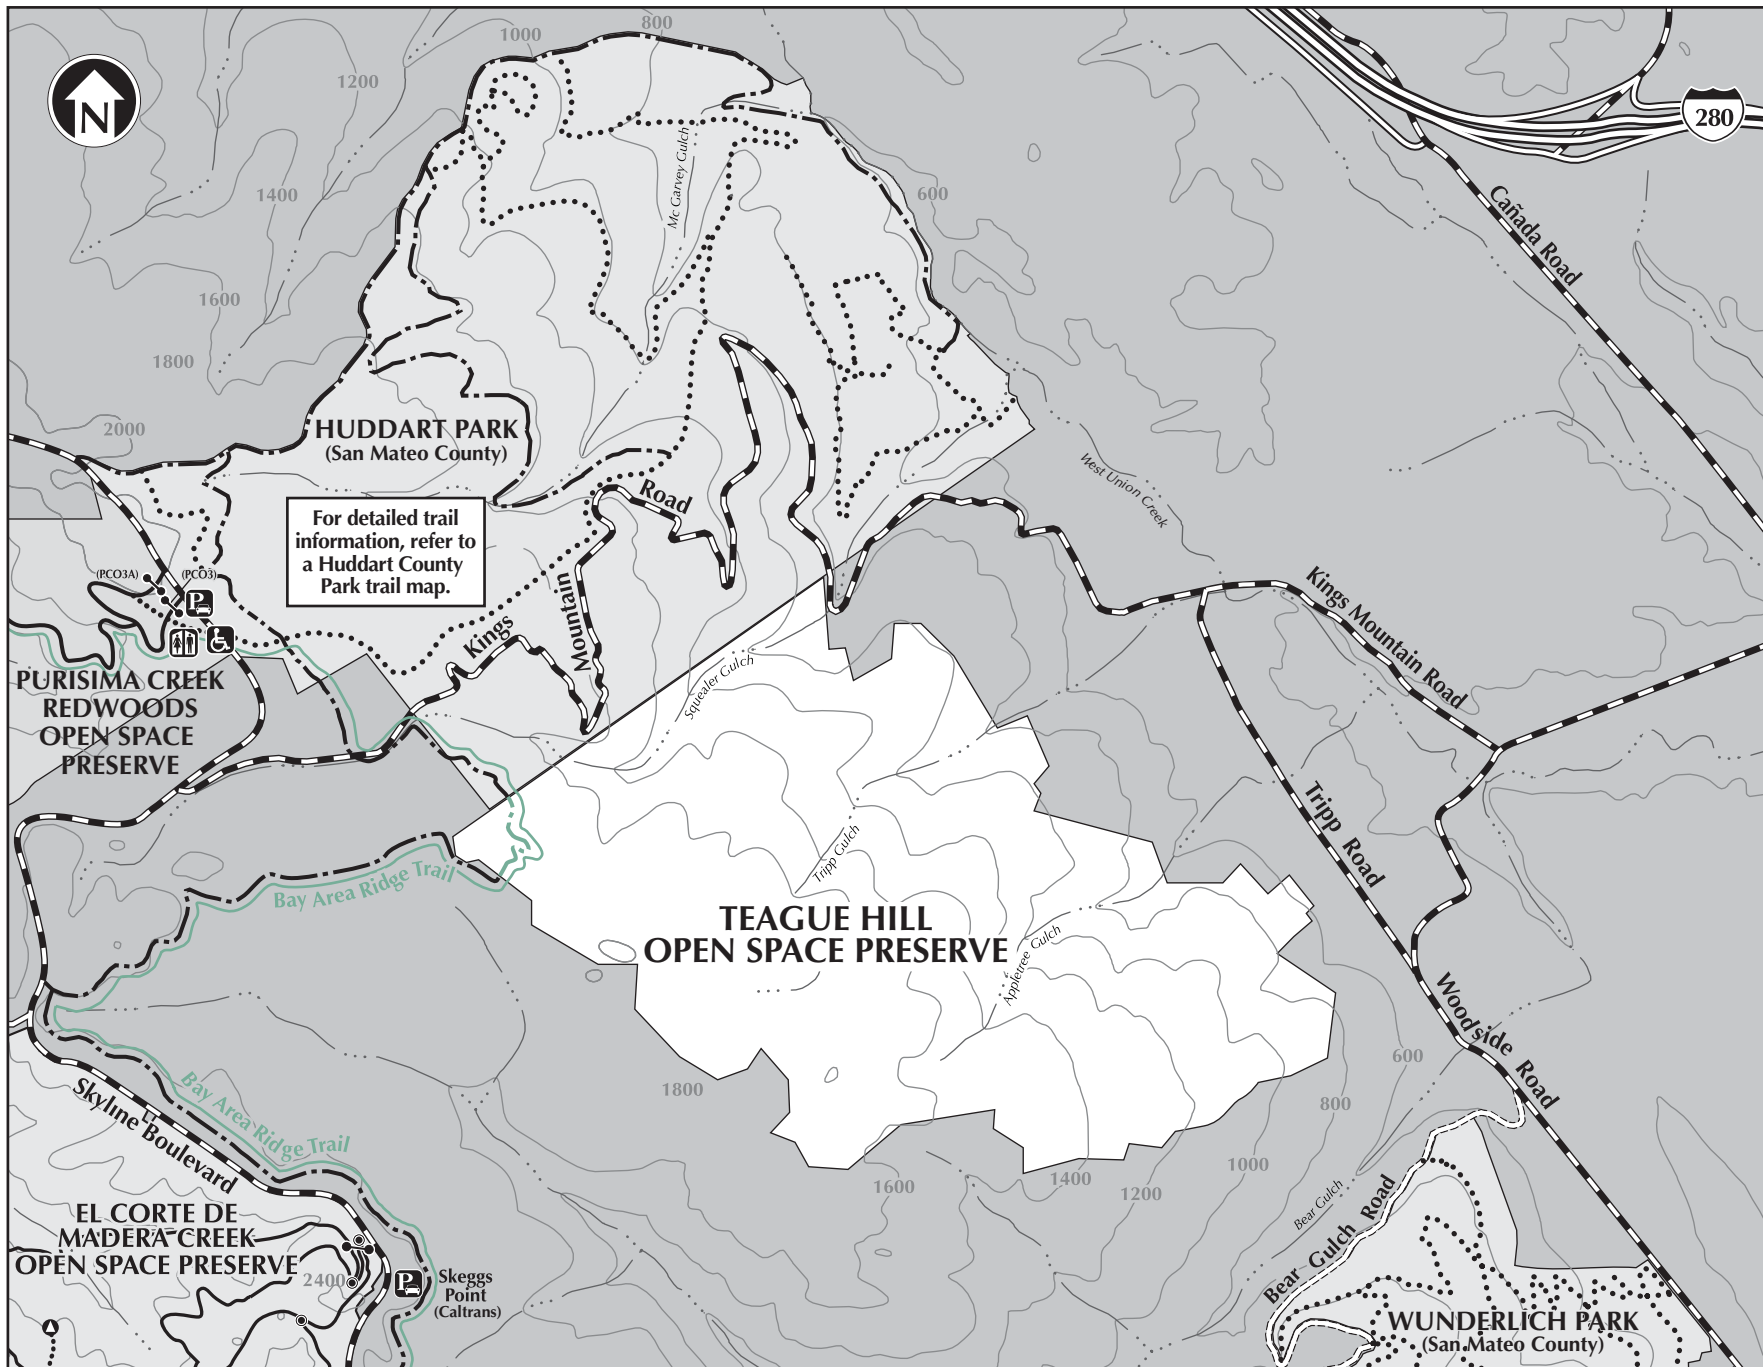 800
1000
1200
N
280
1400
Mc Garvey Gulch
600
Cañada Road
1600
1800
2000
HUDDART PARK
(San Mateo County)
West Union Creek
For detailed trail
information, refer to
a Huddart County
Park trail map.
Road
Mountain
Kings
(PCO3A)
(PCO3)
P
Kings Mountain Road
Squealer Gulch
PURISIMA CREEK
REDWOODS
OPEN SPACE
PRESERVE
Tripp Road
Tripp Gulch
Bay Area Ridge Trail
TEAGUE HILL
OPEN SPACE PRESERVE
Appletree Gulch
Woodside Road
600
1800
800
Bay Area Ridge Trail
Skyline Boulevard
1000
1400
1600
1200
Bear Gulch
Bear Gulch Road
EL CORTE DE
MADERA CREEK
OPEN SPACE PRESERVE
2400
P
Skeggs
Point
(Caltrans)
WUNDERLICH PARK
(San Mateo County)